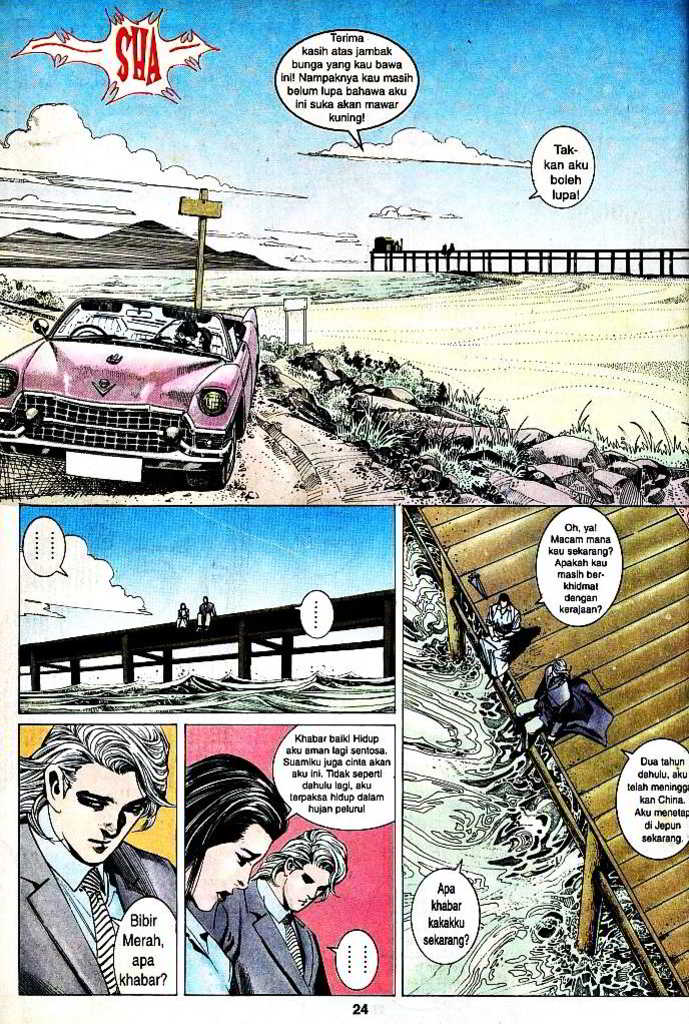 SHA
Terima
kasih atas jambak
bunga yang kau bawa
ini! Nampaknya kau masih
belum lupa bahawa aku
ini suka akan mawar
kuning!
Tak-
kan aku
boleh
lupa!
Oh, ya!
Macam mana
kau sekarang?
Apakah kau
masih ber-
khidmat
dengan
kerajaan?
Dua tahun
dahulu, aku
telah meningga
kan China.
Aku menetap
di Jepun
sekarang.
Apa
khabar
kakakku
sekarang?
Bibir
Merah,
apa
khabar?
Khabar baik! Hidup
aku aman lagi sentosa.
Suamiku juga cinta akan
aku ini. Tidak seperti
dahulu lagi, aku
terpaksa hidup dalam
hujan peluru!
24